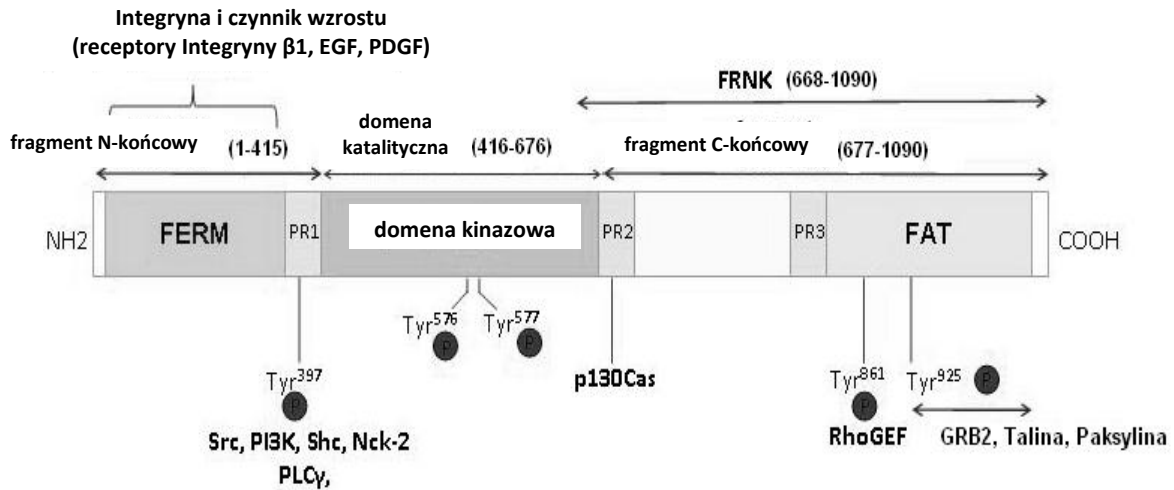 Integryna i czynnik wzrostu
(receptory Integryny β1, EGF, PDGF)
FRNK (668-1090)
fragment N-końcowy (1-415)
domena
katalityczna (416-676)
fragment C-końcowy (677-1090)
NH2
FERM
PR1
domena kinazowa
PR2
PR3
FAT
COOH
Tyr576
P
Tyr577
P
Tyr397
P
Src, PI3K, Shc, Nck-2
PLCγ,
p130Cas
Tyr861
P
RhoGEF
Tyr925
P
GRB2, Talina, Paksylina